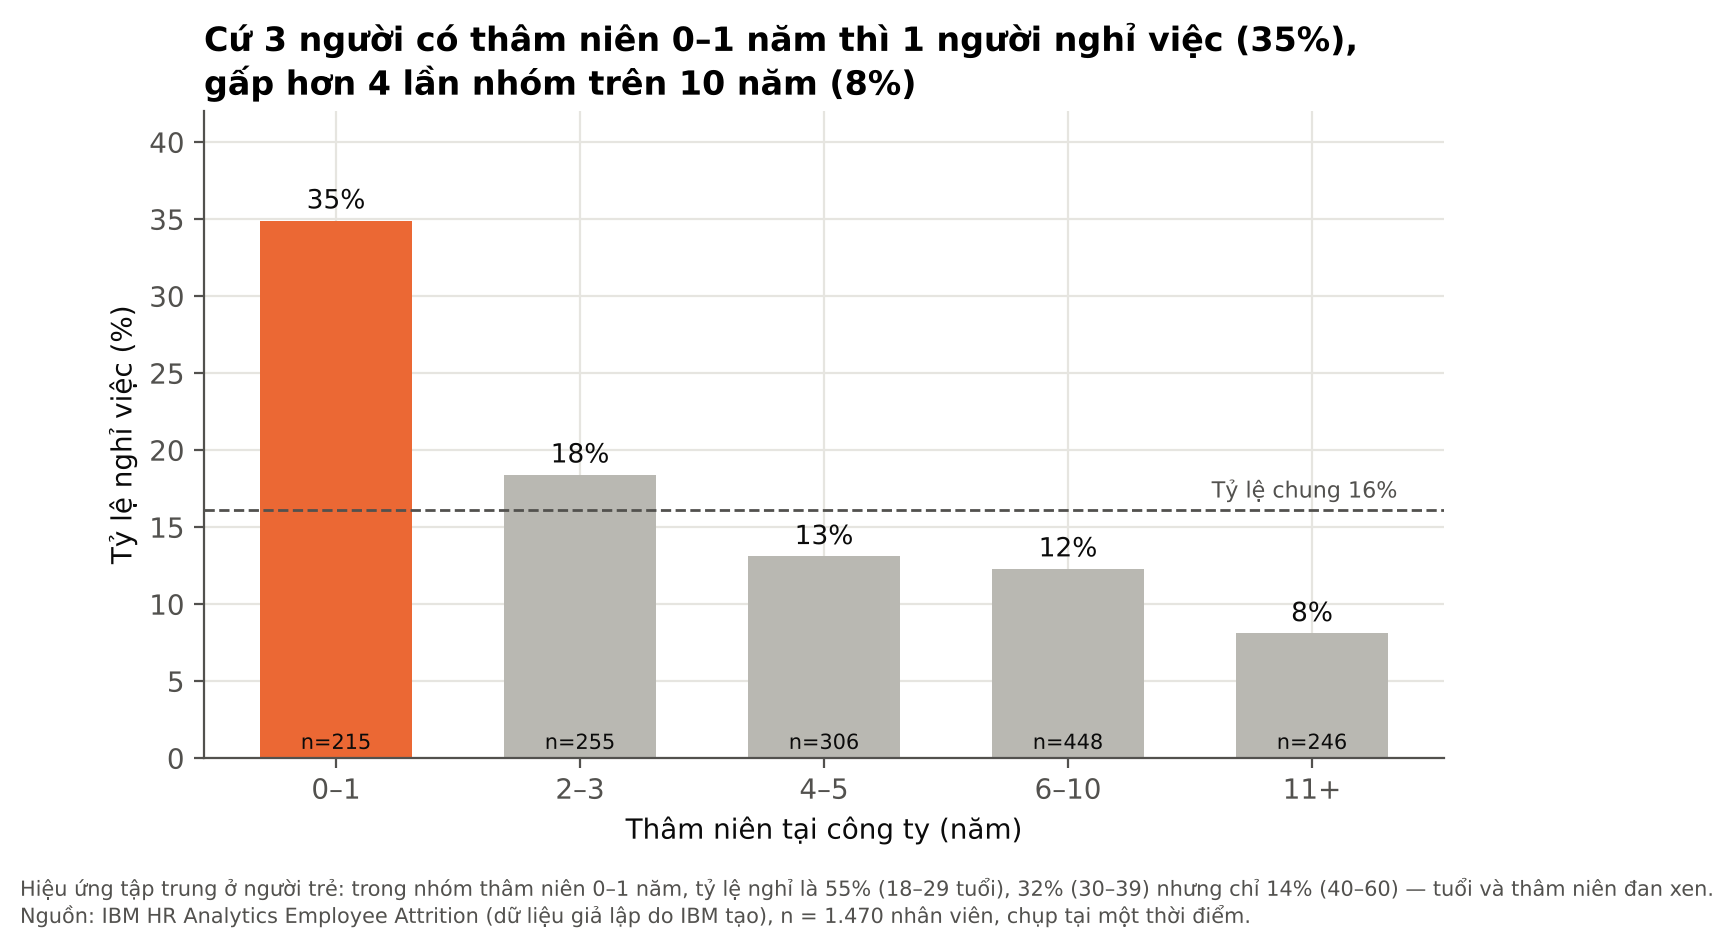 Cứ 3 người có thâm niên 0–1 năm thì 1 người nghỉ việc (35%),
gấp hơn 4 lần nhóm trên 10 năm (8%)
Tỷ lệ nghỉ việc (%)
40
35
30
25
20
15
10
5
0
35%
18%
13%
12%
8%
Tỷ lệ chung 16%
n=215
n=255
n=306
n=448
n=246
0–1
2–3
4–5
6–10
11+
Thâm niên tại công ty (năm)
Hiệu ứng tập trung ở người trẻ: trong nhóm thâm niên 0–1 năm, tỷ lệ nghỉ là 55% (18–29 tuổi), 32% (30–39) nhưng chỉ 14% (40–60) — tuổi và thâm niên đan xen.
Nguồn: IBM HR Analytics Employee Attrition (dữ liệu giả lập do IBM tạo), n = 1.470 nhân viên, chụp tại một thời điểm.